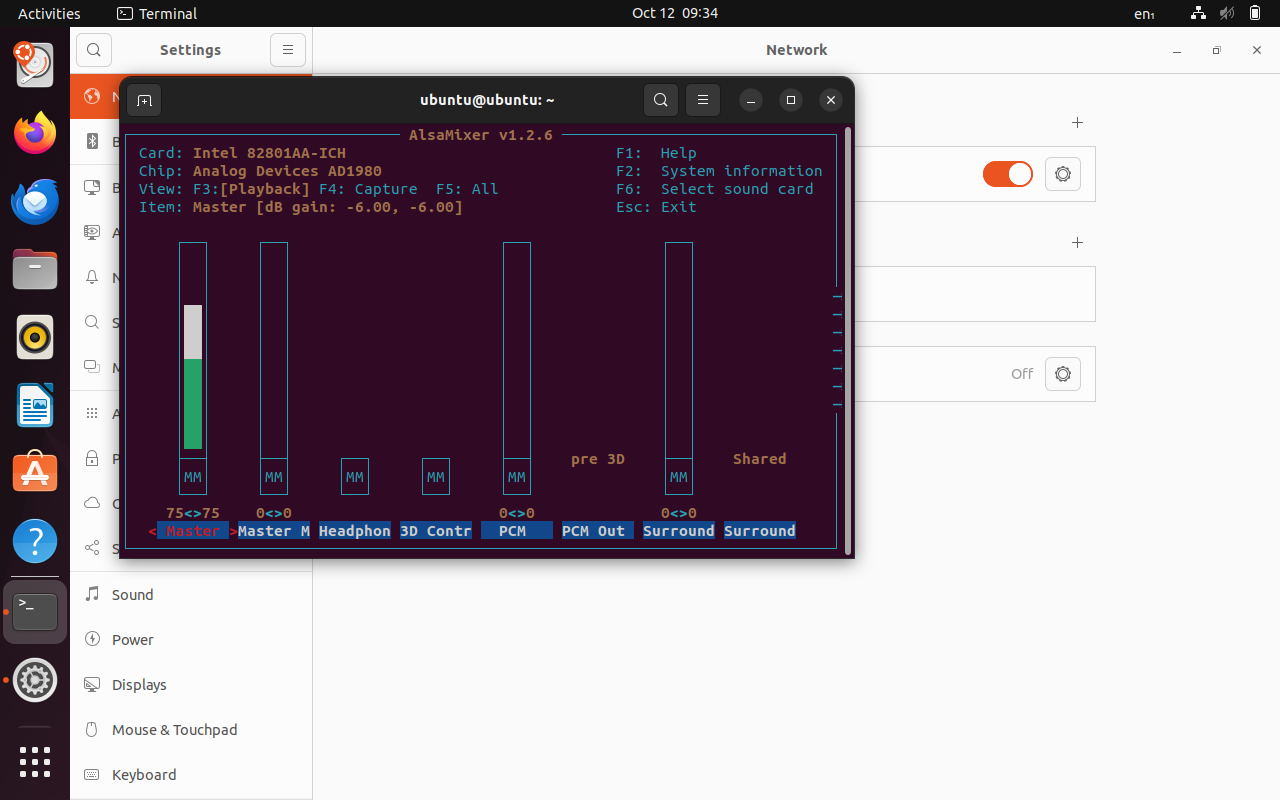 Activities
Terminal
Oct 12 09:34
en₁
Settings
Network
ubuntu@ubuntu: ~
AlsaMixer v1.2.6
Card: Intel 82801AA-ICH
F1: Help
Chip: Analog Devices AD1980
F2: System information
View: F3:[Playback] F4: Capture F5: All
F6: Select sound card
Item: Master [dB gain: -6.00, -6.00]
Esc: Exit
Off
pre 3D
Shared
MM MM MM MM MM MM
75<>75 0<>0 0<>0 0<>0
< Master >Master M Headphon 3D Contr PCM PCM Out Surround Surround
Sound
Power
Displays
Mouse & Touchpad
Keyboard